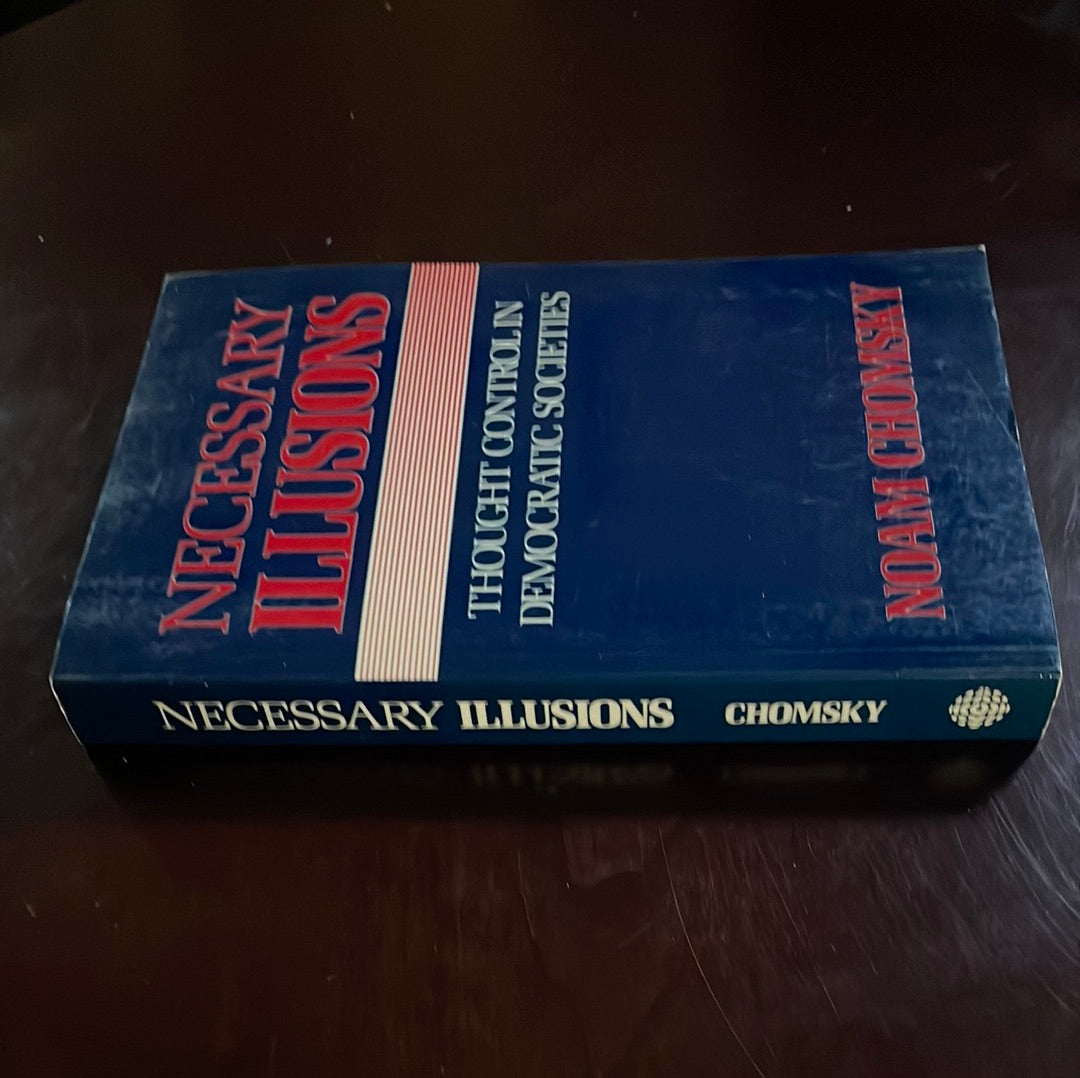 NECESSARY
ILLUSIONS
THOUGHT CONTROL IN
DEMOCRATIC SOCIETIES
NOAM CHOMSKY
NECESSARY ILLUSIONS CHOMSKY